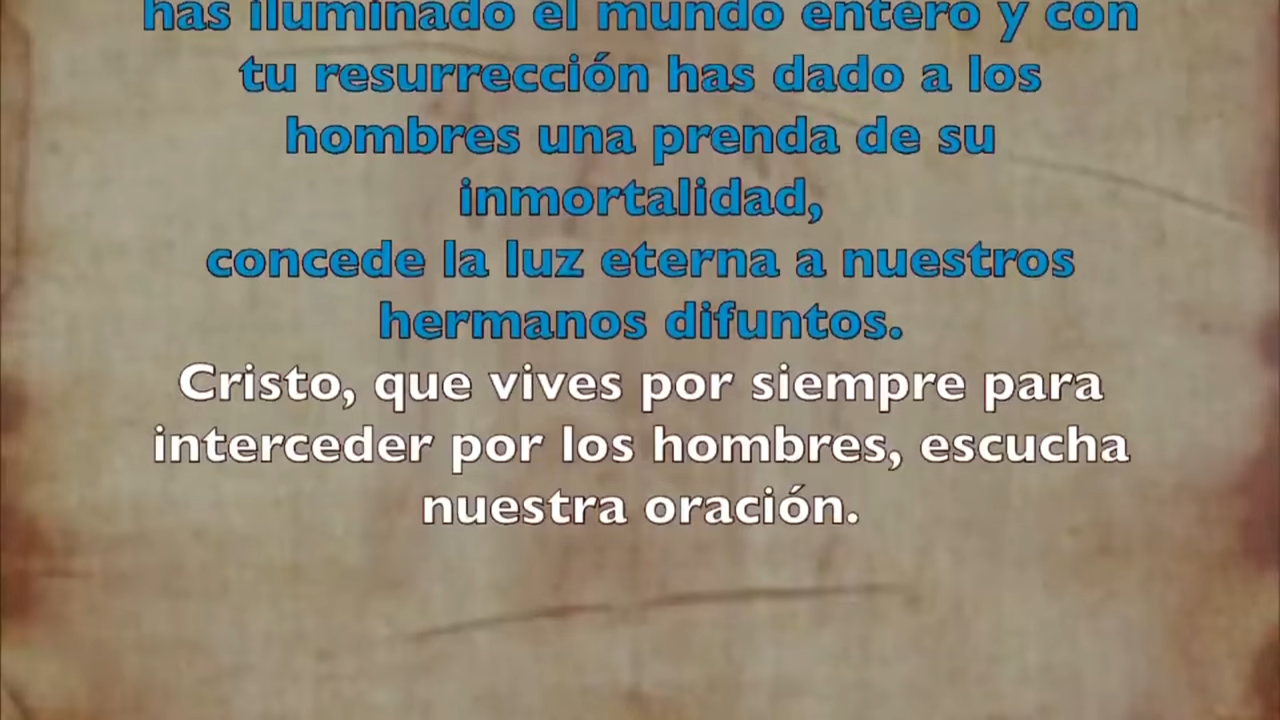 has iluminado el mundo entero y con
tu resurrección has dado a los
hombres una prenda de su
inmortalidad,
concede la luz eterna a nuestros
hermanos difuntos.
Cristo, que vives por siempre para
interceder por los hombres, escucha
nuestra oración.